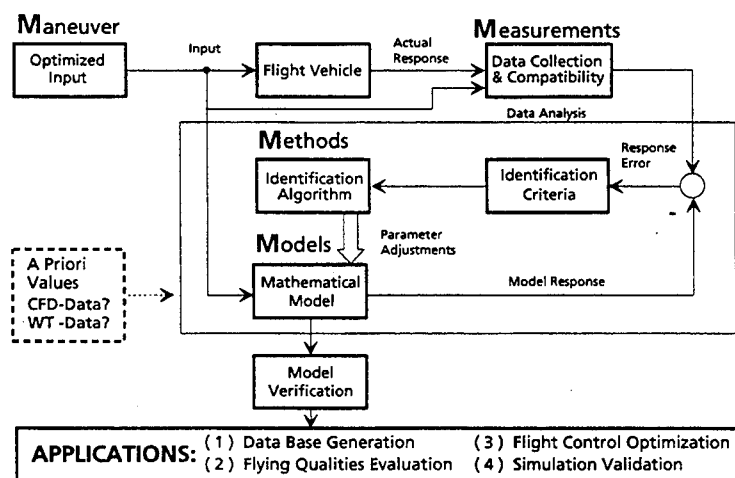 Maneuver
Measurements
Input
Actual
Response
Optimized
Input
Flight Vehicle
Data Collection
& Compatibility
Data Analysis
Methods
Response
Error
Identification
Algorithm
Identification
Criteria
Parameter
Adjustments
Models
A Priori
Values
CFD-Data?
WT -Data?
Mathematical
Model
Model Response
Model
Verification
APPLICATIONS:
( 1 ) Data Base Generation
( 2 ) Flying Qualities Evaluation
( 3 ) Flight Control Optimization
( 4 ) Simulation Validation